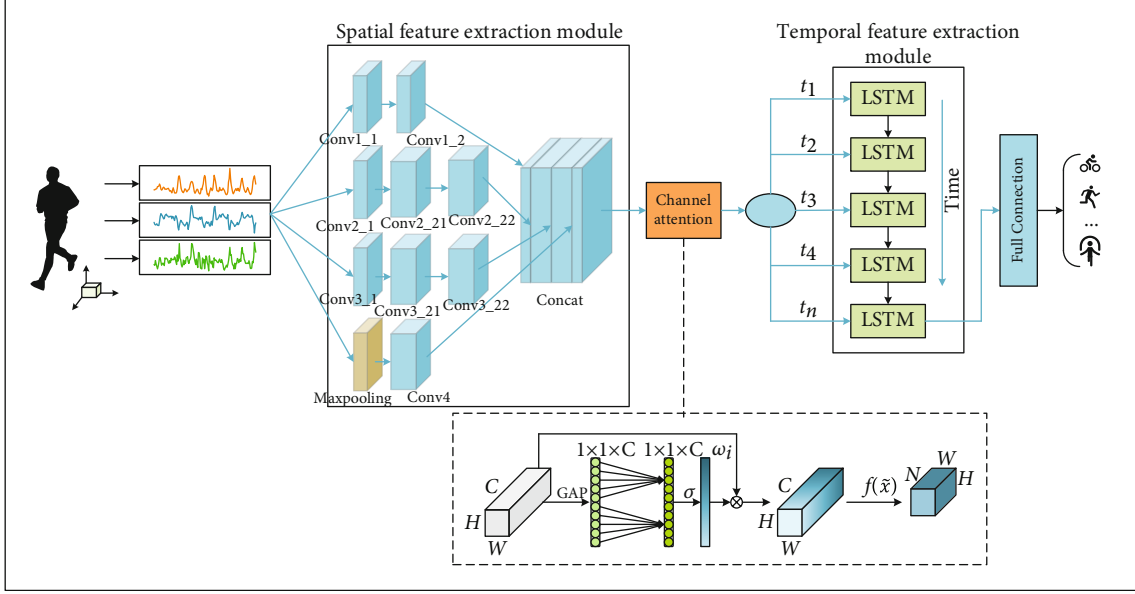 Spatial feature extraction module
Temporal feature extraction
module
Conv1_1
Conv1_2
Conv2_1
Conv2_21
Conv2_22
Conv3_1
Conv3_21
Conv3_22
Maxpooling
Conv4
Concat
Channel
attention
t1
t2
t3
t4
tn
LSTM
LSTM
LSTM
LSTM
LSTM
Time
Full Connection
...
C
H
W
GAP
1×1×C
1×1×C
σ
ωi
C
H
W
f(x̃)
N
W
H